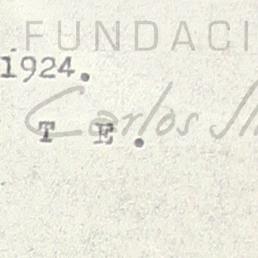 FUNDACI
1924.
Carlos
T E.